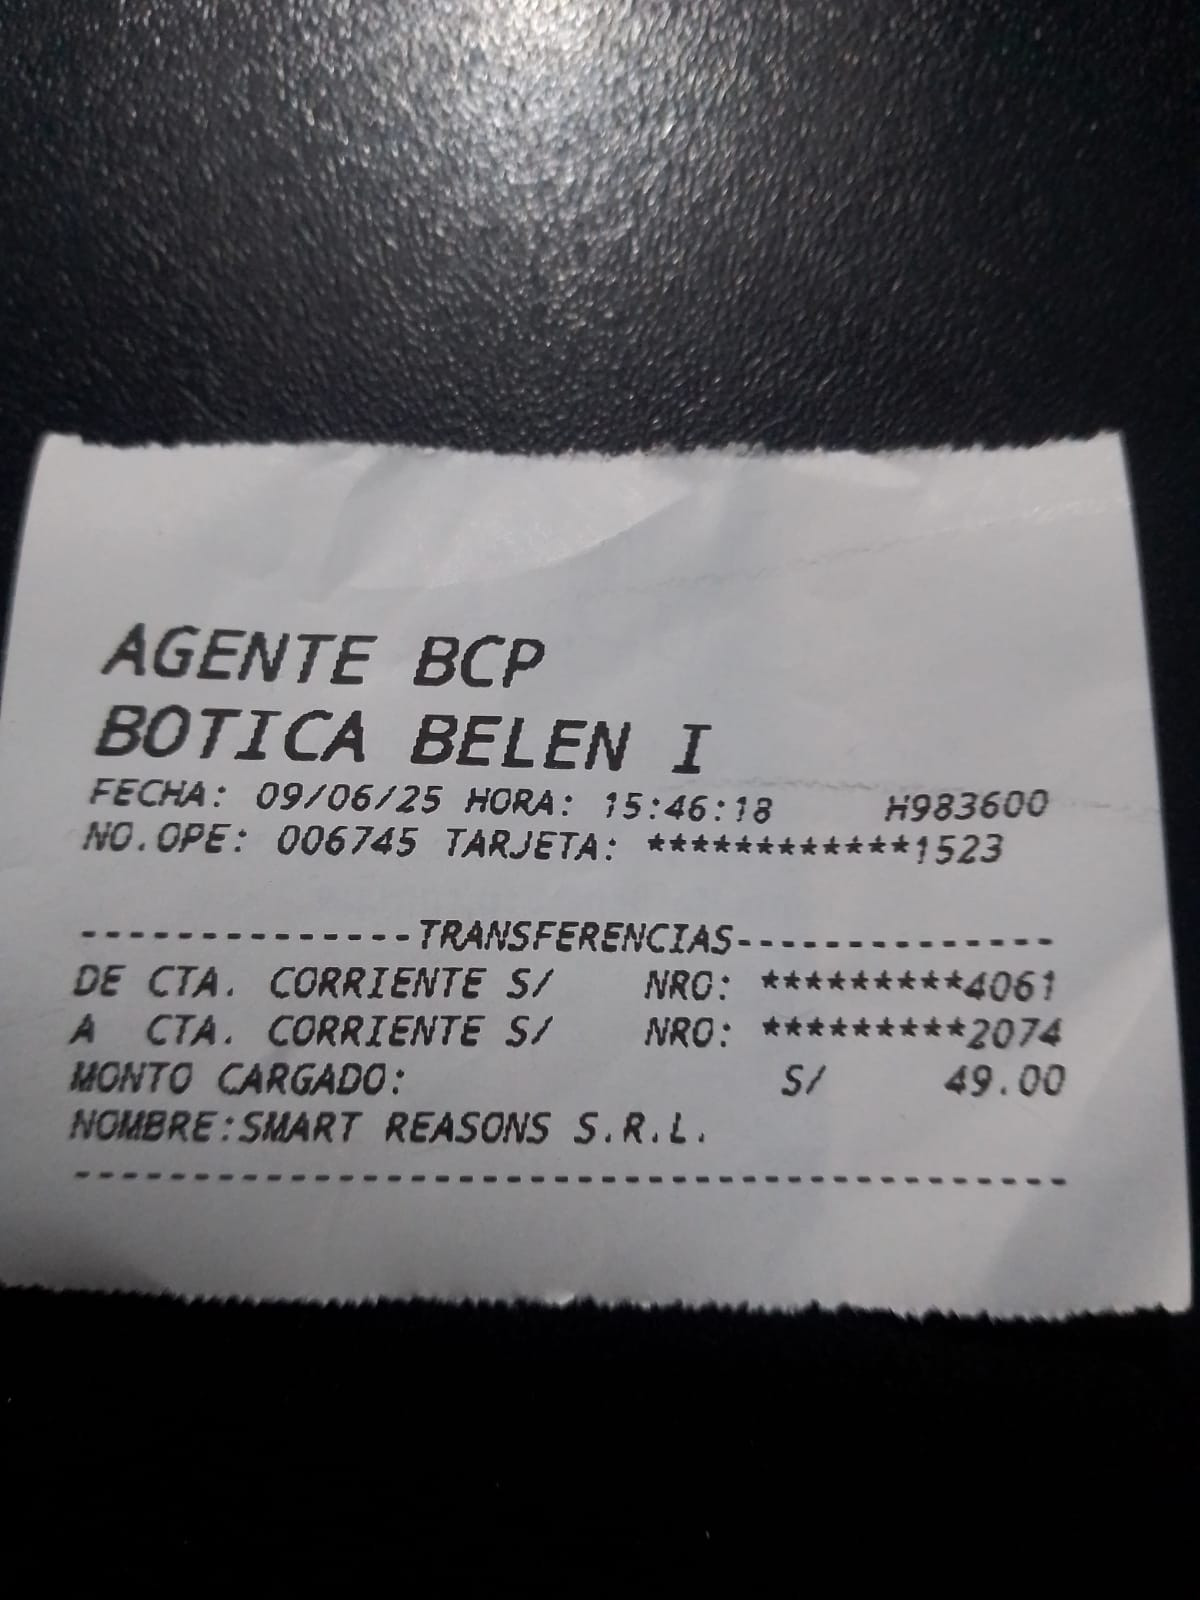 AGENTE BCP
BOTICA BELEN I
FECHA: 09/06/25 HORA: 15:46:18 H983600
NO.OPE: 006745 TARJETA: ************1523
--------------TRANSFERENCIAS--------------
DE CTA. CORRIENTE S/ NRO: *********4061
A CTA. CORRIENTE S/ NRO: *********2074
MONTO CARGADO: S/ 49.00
NOMBRE:SMART REASONS S.R.L.
------------------------------------------